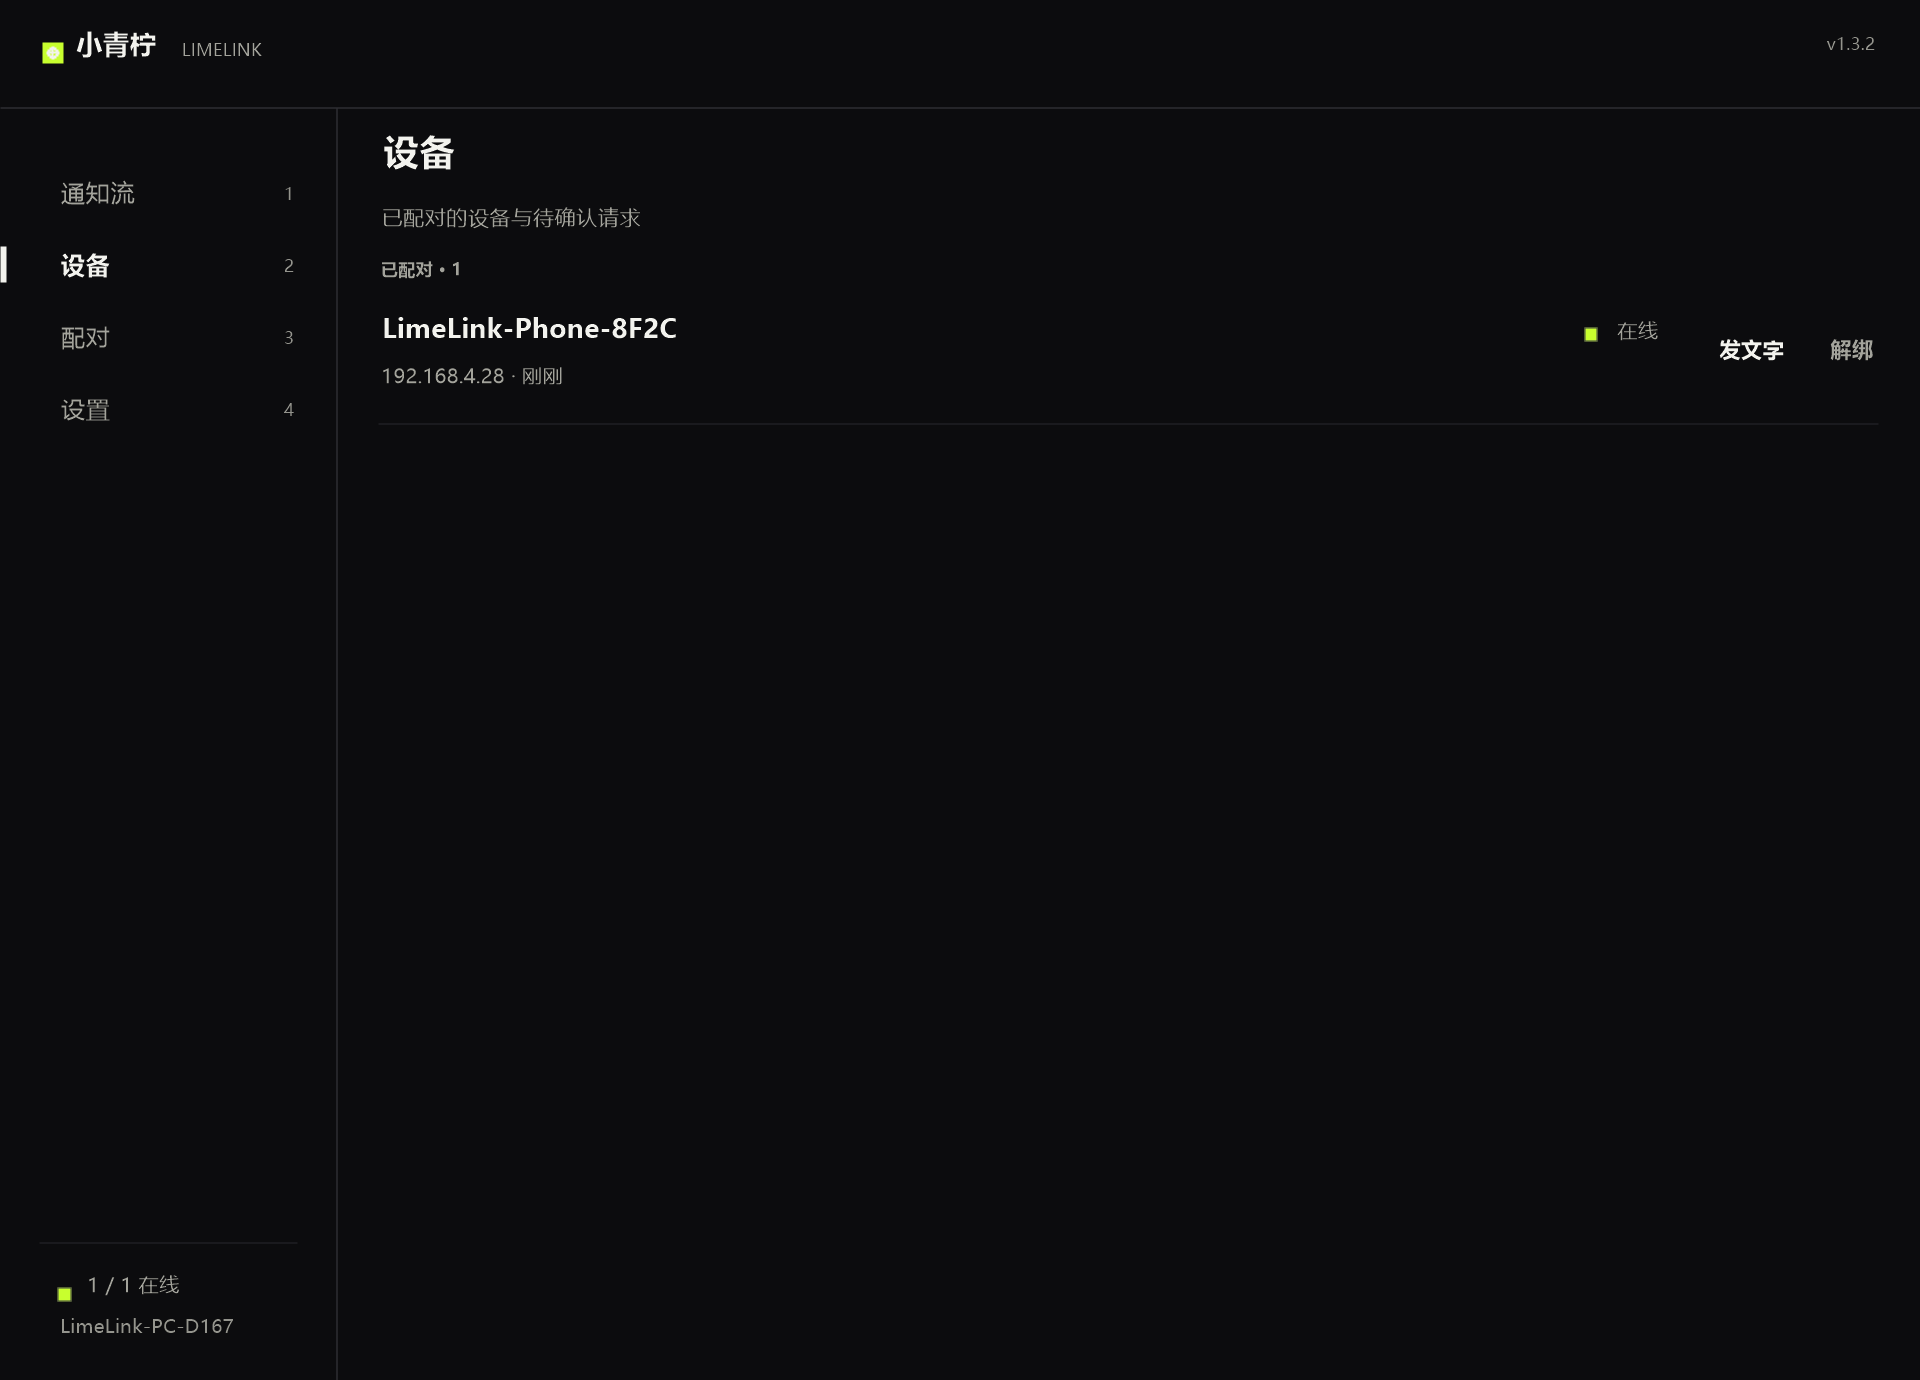 小青柠 LIMELINK
v1.3.2
通知流 1
设备 2
配对 3
设置 4
设备
已配对的设备与待确认请求
已配对 • 1
LimeLink-Phone-8F2C
192.168.4.28 · 刚刚
在线
发文字
解绑
1 / 1 在线
LimeLink-PC-D167